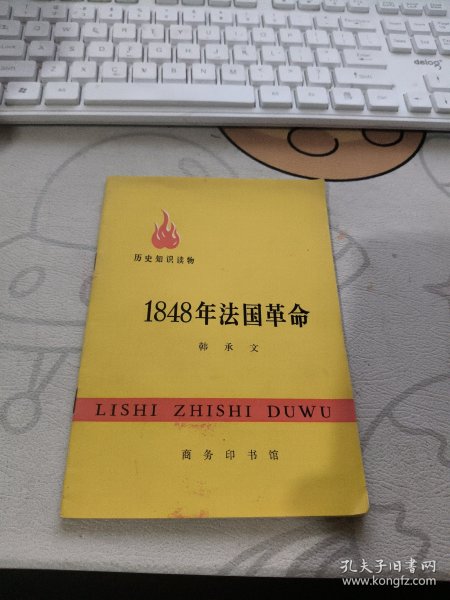 delog
历史知识读物
1848年法国革命
韩承文
LISHI ZHISHI DUWU
商务印书馆
孔夫子旧书网
www.kongfz.com